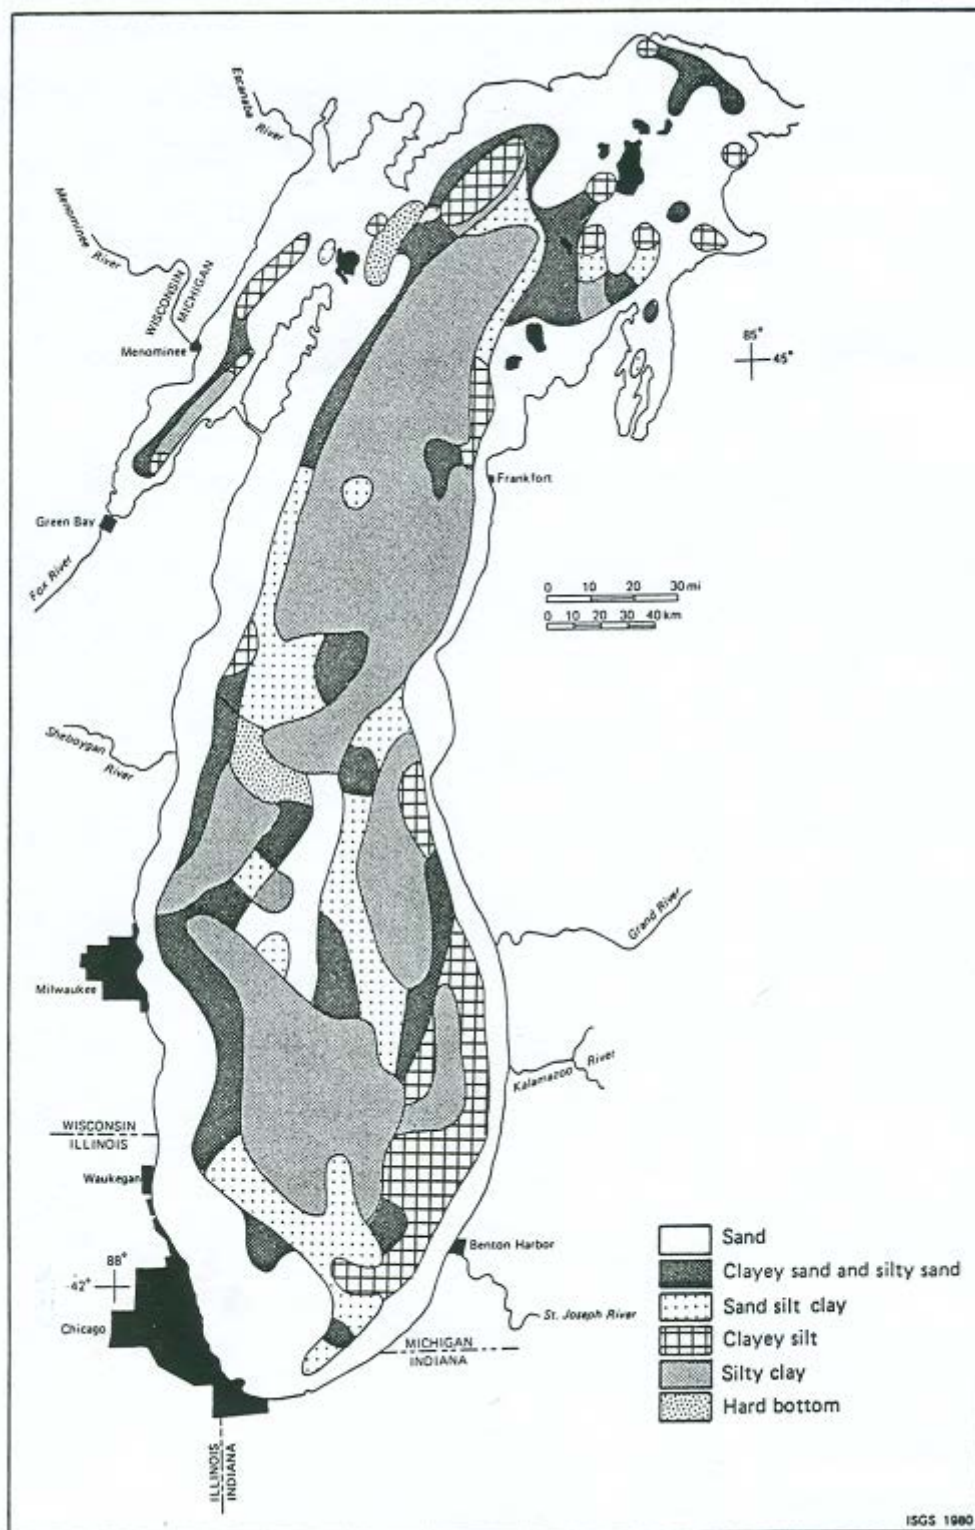 Escanaba
River
Menominee
River
WISCONSIN
MICHIGAN
Menominee
85°
45°
Frankfort
Green Bay
Fox River
0 10 20 30 mi
0 10 20 30 40 km
Sheboygan
River
Grand River
Milwaukee
Kalamazoo River
WISCONSIN
ILLINOIS
Waukegan
Benton Harbor
88°
42°
Chicago
St. Joseph River
MICHIGAN
INDIANA
Sand
Clayey sand and silty sand
Sand silt clay
Clayey silt
Silty clay
Hard bottom
ILLINOIS
INDIANA
ISGS 1980